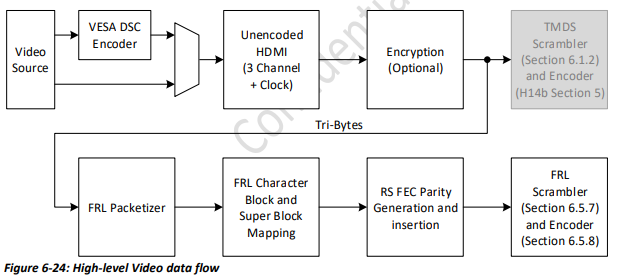 VESA DSC
Encoder
Video
Source
Unencoded
HDMI
(3 Channel
+ Clock)
Encryption
(Optional)
TMDS
Scrambler
(Section 6.1.2)
and Encoder
(H14b Section 5)
Tri-Bytes
FRL Packetizer
FRL Character
Block and
Super Block
Mapping
RS FEC Parity
Generation and
insertion
FRL
Scrambler
(Section 6.5.7)
and Encoder
(Section 6.5.8)
Figure 6-24: High-level Video data flow